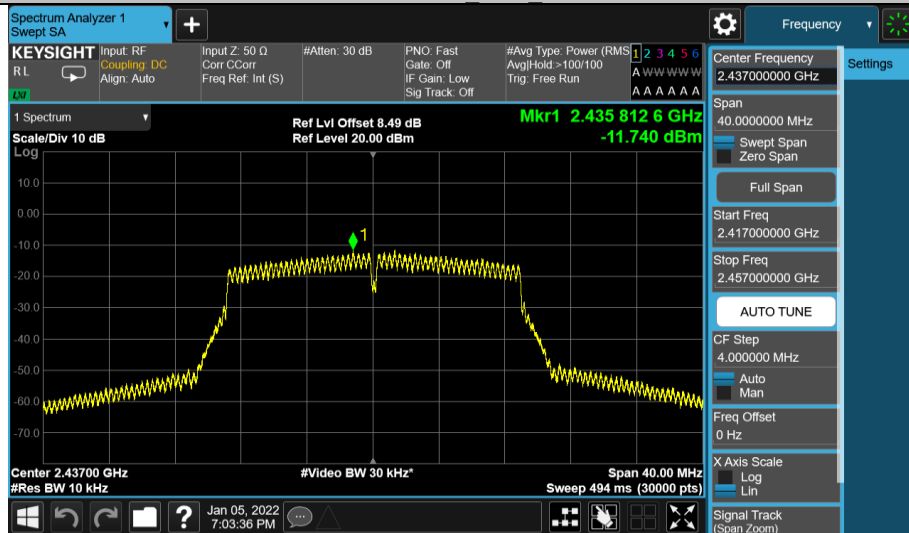 Spectrum Analyzer 1
Swept SA
+
Frequency
KEYSIGHT
R L
LXI
Input: RF
Coupling: DC
Align: Auto
Input Z: 50 Ω
Corr CCorr
Freq Ref: Int (S)
#Atten: 30 dB
PNO: Fast
Gate: Off
IF Gain: Low
Sig Track: Off
#Avg Type: Power (RMS
Avg|Hold:>100/100
Trig: Free Run
1 2 3 4 5 6
A W W W W W
A A A A A A
1 Spectrum
Scale/Div 10 dB
Ref Lvl Offset 8.49 dB
Ref Level 20.00 dBm
Mkr1 2.435 812 6 GHz
-11.740 dBm
Log
10.0
0.00
-10.0
-20.0
-30.0
-40.0
-50.0
-60.0
-70.0
1
Center 2.43700 GHz
#Res BW 10 kHz
#Video BW 30 kHz*
Span 40.00 MHz
Sweep 494 ms (30000 pts)
?
Jan 05, 2022
7:03:36 PM
Center Frequency
2.437000000 GHz
Settings
Span
40.0000000 MHz
Swept Span
Zero Span
Full Span
Start Freq
2.417000000 GHz
Stop Freq
2.457000000 GHz
AUTO TUNE
CF Step
4.000000 MHz
Auto
Man
Freq Offset
0 Hz
X Axis Scale
Log
Lin
Signal Track
(Span Zoom)